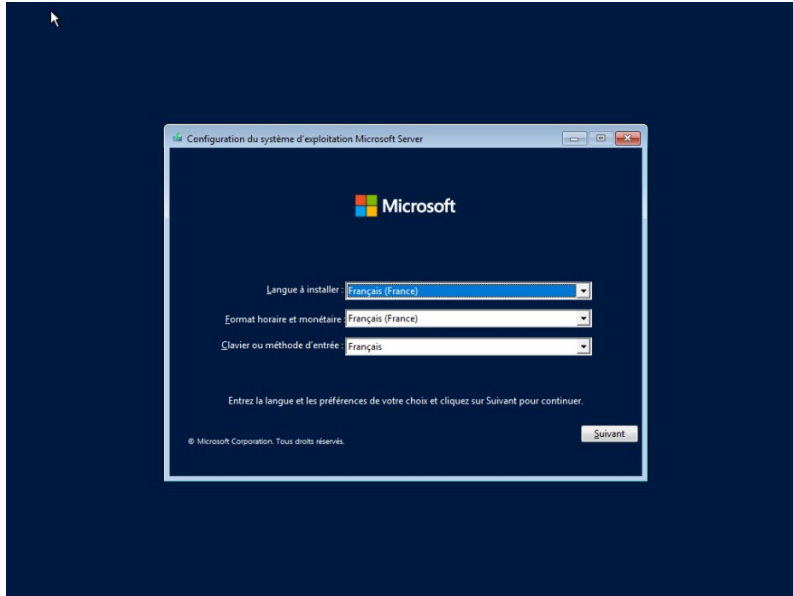 Configuration du système d'exploitation Microsoft Server
Microsoft
Langue à installer : Français (France)
Format horaire et monétaire : Français (France)
Clavier ou méthode d'entrée : Français
Entrez la langue et les préférences de votre choix et cliquez sur Suivant pour continuer.
Suivant
© Microsoft Corporation. Tous droits réservés.